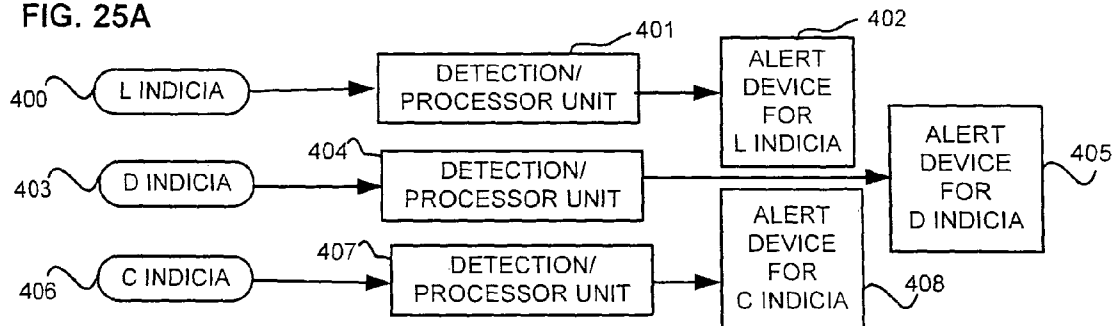 FIG. 25A
400
L INDICIA
401
DETECTION/
PROCESSOR UNIT
402
ALERT
DEVICE
FOR
L INDICIA
403
D INDICIA
404
DETECTION/
PROCESSOR UNIT
405
ALERT
DEVICE
FOR
D INDICIA
406
C INDICIA
407
DETECTION/
PROCESSOR UNIT
408
ALERT
DEVICE
FOR
C INDICIA